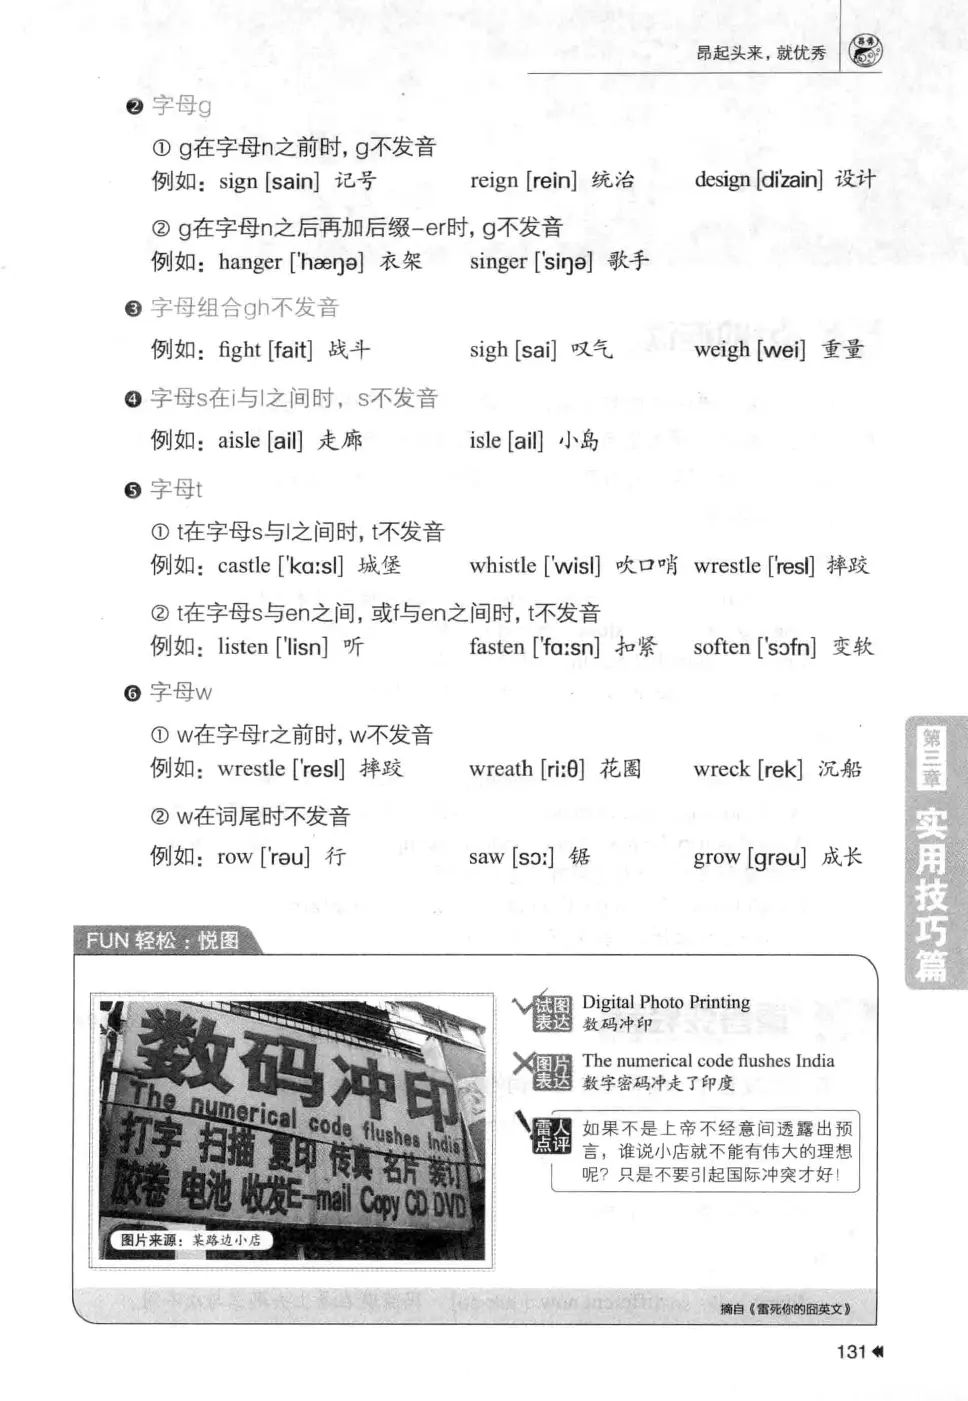 昂起头来，就优秀
❷ 字母g
① g在字母n之前时, g不发音
例如：sign [sain] 记号 reign [rein] 统治 design [di'zain] 设计
② g在字母n之后再加后缀-er时, g不发音
例如：hanger ['hæŋə] 衣架 singer ['siŋə] 歌手
❸ 字母组合gh不发音
例如：fight [fait] 战斗 sigh [sai] 叹气 weigh [wei] 重量
❹ 字母s在i与l之间时，s不发音
例如：aisle [ail] 走廊 isle [ail] 小岛
❺ 字母t
① t在字母s与l之间时, t不发音
例如：castle ['kɑ:sl] 城堡 whistle ['wisl] 吹口哨 wrestle ['resl] 摔跤
② t在字母s与en之间, 或f与en之间时, t不发音
例如：listen ['lisn] 听 fasten ['fɑ:sn] 扣紧 soften ['sɔfn] 变软
❻ 字母w
① w在字母r之前时, w不发音
例如：wrestle ['resl] 摔跤 wreath [ri:θ] 花圈 wreck [rek] 沉船
② w在词尾时不发音
例如：row ['rəu] 行 saw [sɔ:] 锯 grow [grəu] 成长
第三章 实用技巧篇
FUN 轻松：悦图
数码冲印
The numerical code flushes India
打字 扫描 复印 传真 名片 装订
胶卷 电池 收发E-mail Copy CD DVD
图片来源：某路边小店
试图表达 Digital Photo Printing
数码冲印
图片表达 The numerical code flushes India
数字密码冲走了印度
雷人点评 如果不是上帝不经意间透露出预
言，谁说小店就不能有伟大的理想
呢？只是不要引起国际冲突才好！
摘自《雷死你的囧英文》
131